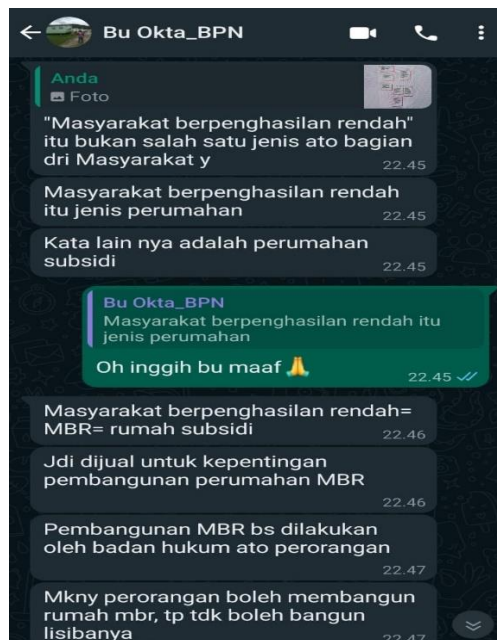 Bu Okta_BPN
Anda
Foto
"Masyarakat berpenghasilan rendah"
itu bukan salah satu jenis ato bagian
dri Masyarakat y
22.45
Masyarakat berpenghasilan rendah
itu jenis perumahan
22.45
Kata lain nya adalah perumahan
subsidi
22.45
Bu Okta_BPN
Masyarakat berpenghasilan rendah itu
jenis perumahan
Oh inggih bu maaf 🙏
22.45
Masyarakat berpenghasilan rendah=
MBR= rumah subsidi
22.46
Jdi dijual untuk kepentingan
pembangunan perumahan MBR
22.46
Pembangunan MBR bs dilakukan
oleh badan hukum ato perorangan
22.47
Mkny perorangan boleh membangun
rumah mbr, tp tdk boleh bangun
lisibanya
22.47